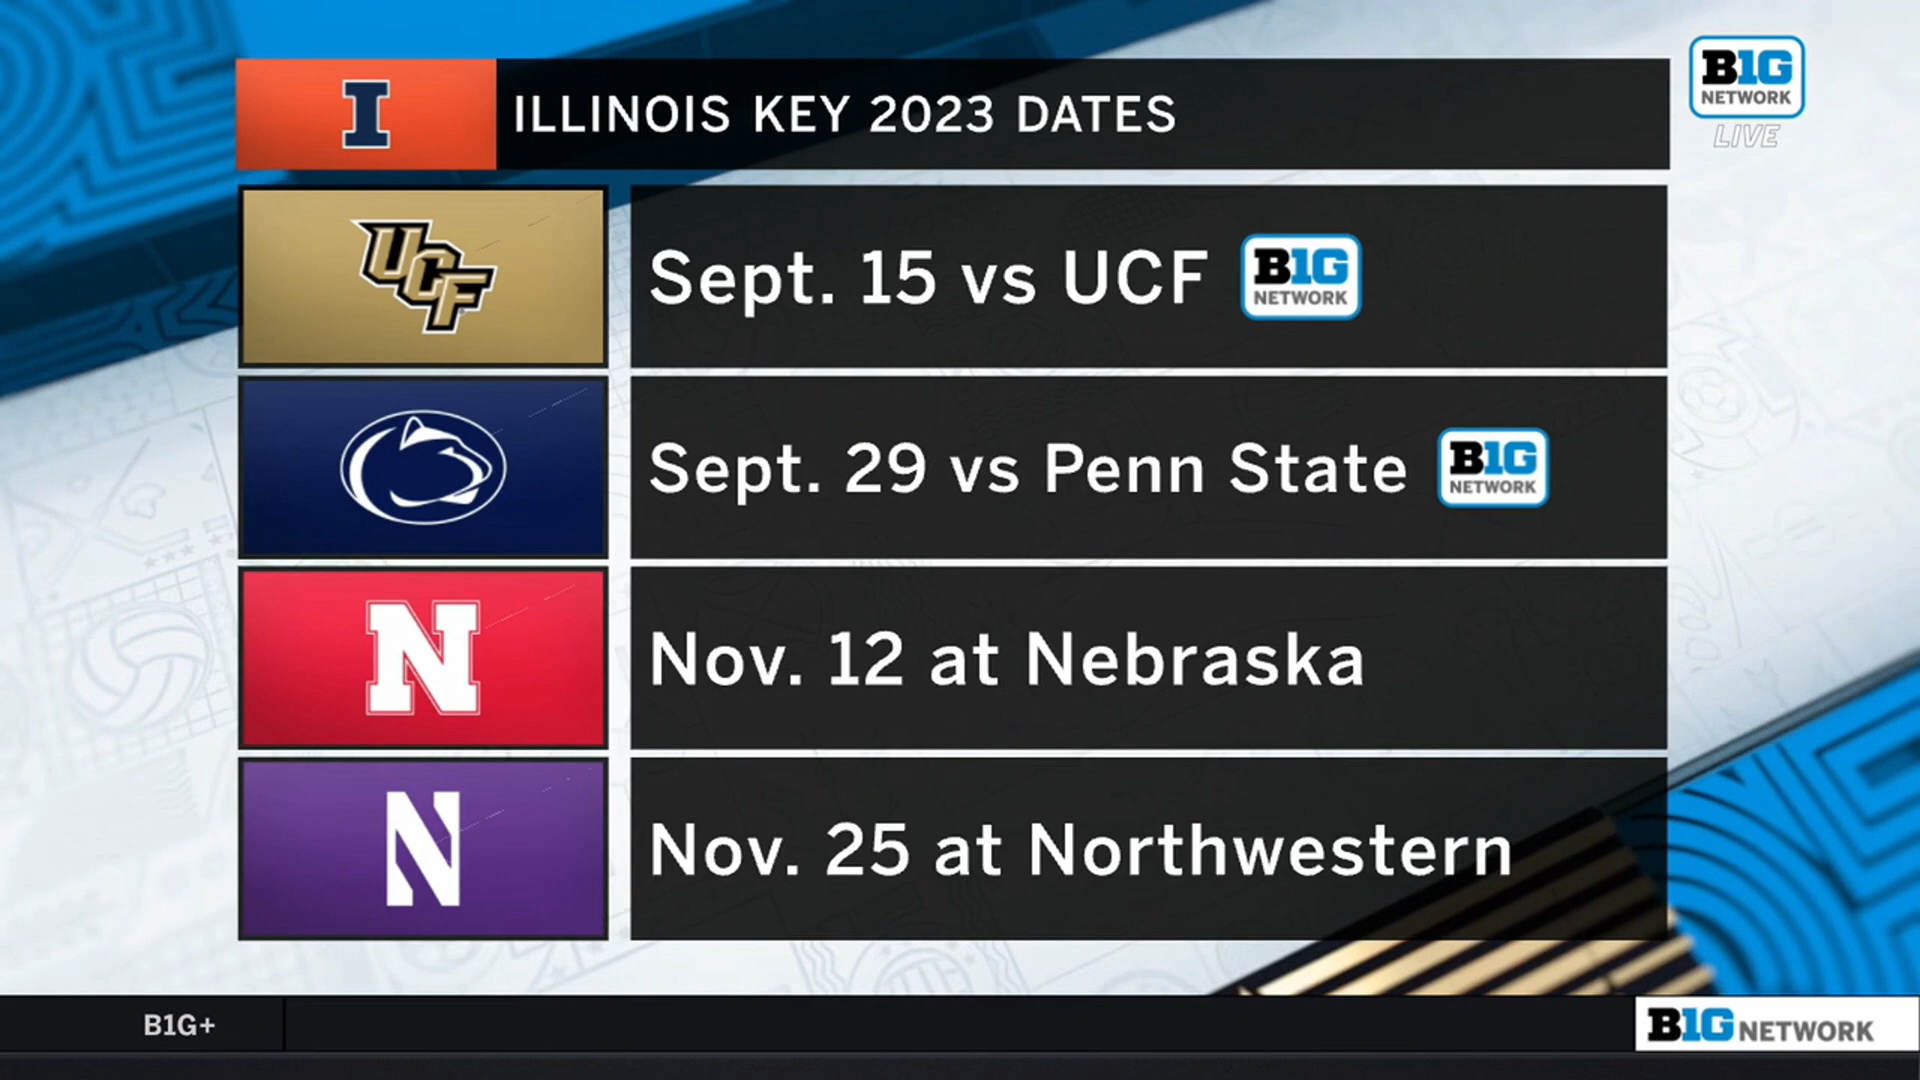 I
ILLINOIS KEY 2023 DATES
B1G
NETWORK
LIVE
UCF
Sept. 15 vs UCF
B1G
NETWORK
Sept. 29 vs Penn State
B1G
NETWORK
N
Nov. 12 at Nebraska
N
Nov. 25 at Northwestern
B1G+
B1G NETWORK